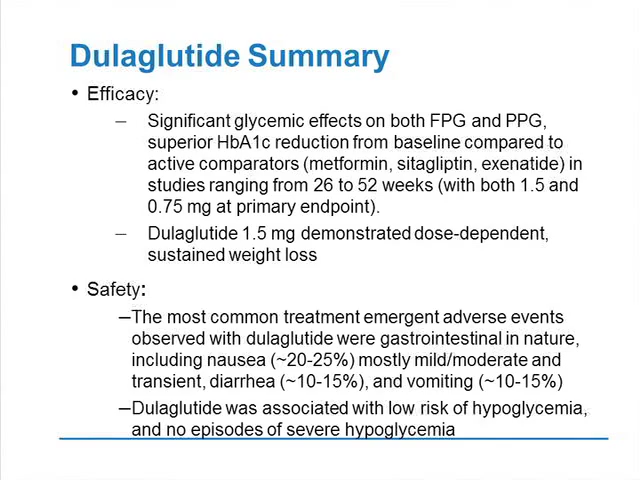 Dulaglutide Summary
• Efficacy:
– Significant glycemic effects on both FPG and PPG,
superior HbA1c reduction from baseline compared to
active comparators (metformin, sitagliptin, exenatide) in
studies ranging from 26 to 52 weeks (with both 1.5 and
0.75 mg at primary endpoint).
– Dulaglutide 1.5 mg demonstrated dose-dependent,
sustained weight loss
• Safety:
–The most common treatment emergent adverse events
observed with dulaglutide were gastrointestinal in nature,
including nausea (~20-25%) mostly mild/moderate and
transient, diarrhea (~10-15%), and vomiting (~10-15%)
–Dulaglutide was associated with low risk of hypoglycemia,
and no episodes of severe hypoglycemia